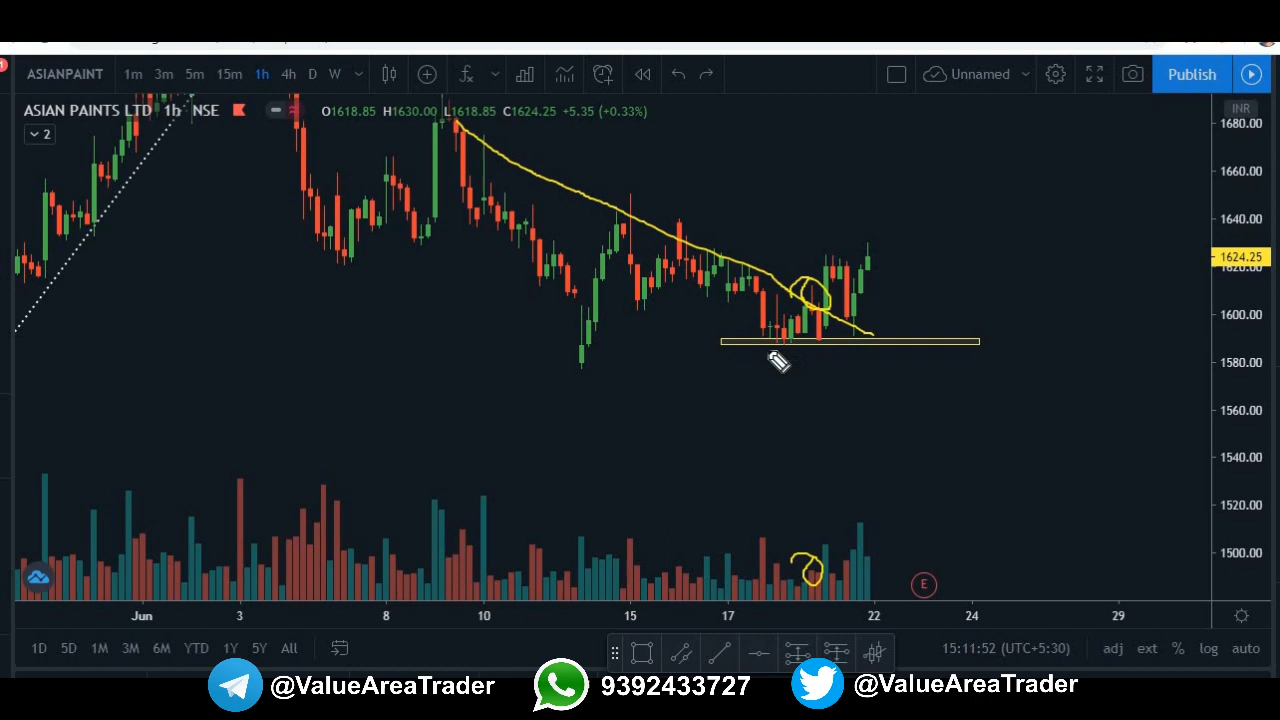 ASIANPAINT 1m 3m 5m 15m 1h 4h D W fx Unnamed Publish
ASIAN PAINTS LTD 1h NSE O1618.85 H1630.00 L1618.85 C1624.25 +5.35 (+0.33%) INR
2
1680.00
1660.00
1640.00
1624.25
1620.00
1600.00
1580.00
1560.00
1540.00
1520.00
1500.00
E
Jun 3 8 10 15 17 22 24 29
1D 5D 1M 3M 6M YTD 1Y 5Y All 15:11:52 (UTC+5:30) adj ext % log auto
@ValueAreaTrader 9392433727 @ValueAreaTrader